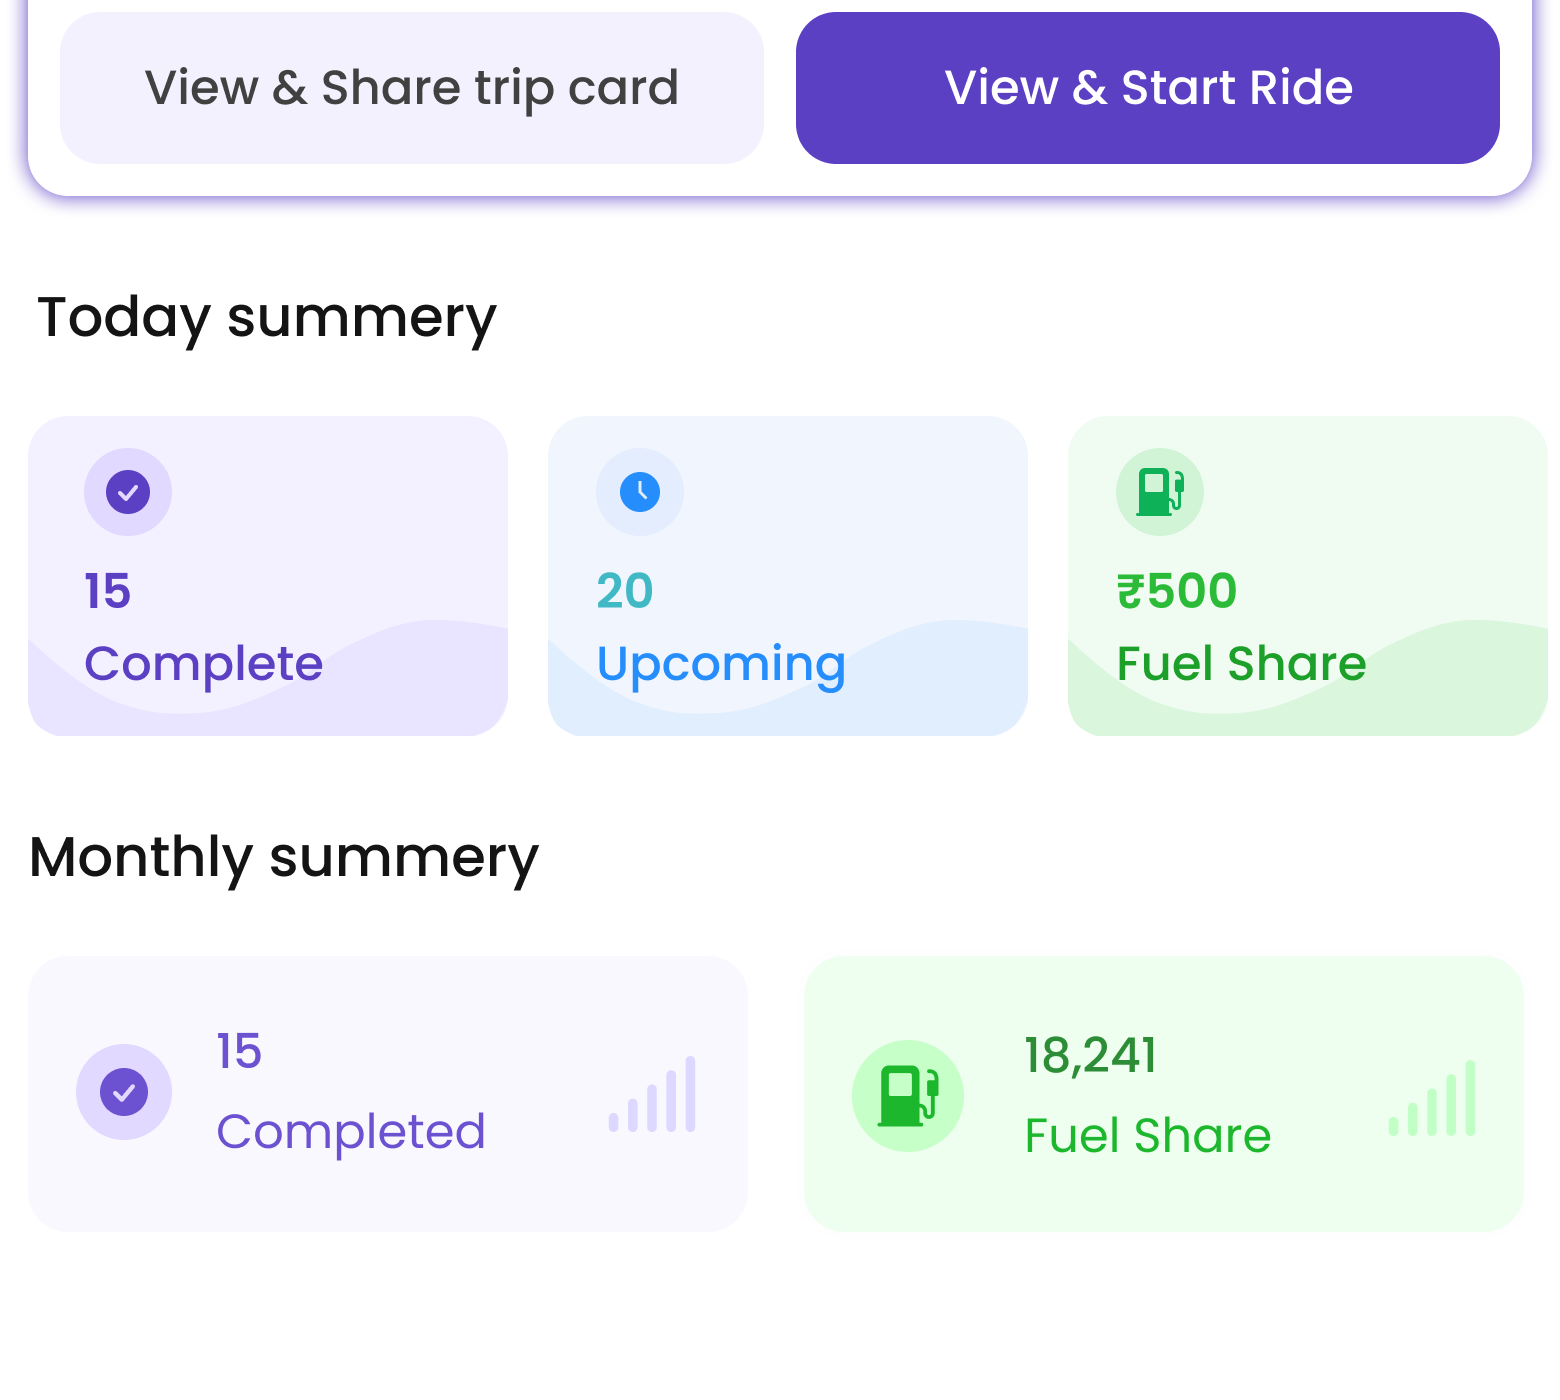 View & Share trip card
View & Start Ride
Today summery
15
Complete
20
Upcoming
₹500
Fuel Share
Monthly summery
15
Completed
18,241
Fuel Share